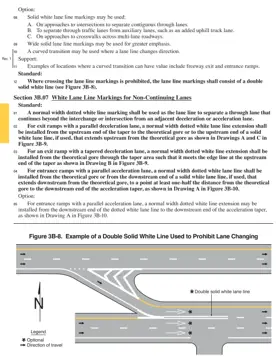 Option:
08 Solid white lane line markings may be used:
A. On approaches to intersections to separate contiguous through lanes.
B. To separate through traffic lanes from auxiliary lanes, such as an added uphill truck lane.
C. On approaches to crosswalks across multi-lane roadways.
09 Wide solid lane line markings may be used for greater emphasis.
10 A curved transition may be used where a lane line changes direction.
Rev. 1
Support:
11 Examples of locations where a curved transition can have value include freeway exit and entrance ramps.
Standard:
12 Where crossing the lane line markings is prohibited, the lane line markings shall consist of a double
solid white line (see Figure 3B-8).
Section 3B.07 White Lane Line Markings for Non-Continuing Lanes
Standard:
01 A normal width dotted white line marking shall be used as the lane line to separate a through lane that
continues beyond the interchange or intersection from an adjacent deceleration or acceleration lane.
02 For exit ramps with a parallel deceleration lane, a normal width dotted white lane line extension shall
be installed from the upstream end of the taper to the theoretical gore or to the upstream end of a solid
white lane line, if used, that extends upstream from the theoretical gore as shown in Drawings A and C in
Figure 3B-9.
03 For an exit ramp with a tapered deceleration lane, a normal width dotted white lane line extension shall be
installed from the theoretical gore through the taper area such that it meets the edge line at the upstream
end of the taper as shown in Drawing B in Figure 3B-9.
04 For entrance ramps with a parallel acceleration lane, a normal width dotted white lane line shall be
installed from the theoretical gore or from the downstream end of a solid white lane line, if used, that
extends downstream from the theoretical gore, to a point at least one-half the distance from the theoretical
gore to the downstream end of the acceleration taper, as shown in Drawing A in Figure 3B-10.
Option:
05 For entrance ramps with a parallel acceleration lane, a normal width dotted white lane line extension may be
installed from the downstream end of the dotted white lane line to the downstream end of the acceleration taper,
as shown in Drawing A in Figure 3B-10.
Figure 3B-8. Example of a Double Solid White Line Used to Prohibit Lane Changing
Double solid white lane line
N
Legend
Optional
Direction of travel